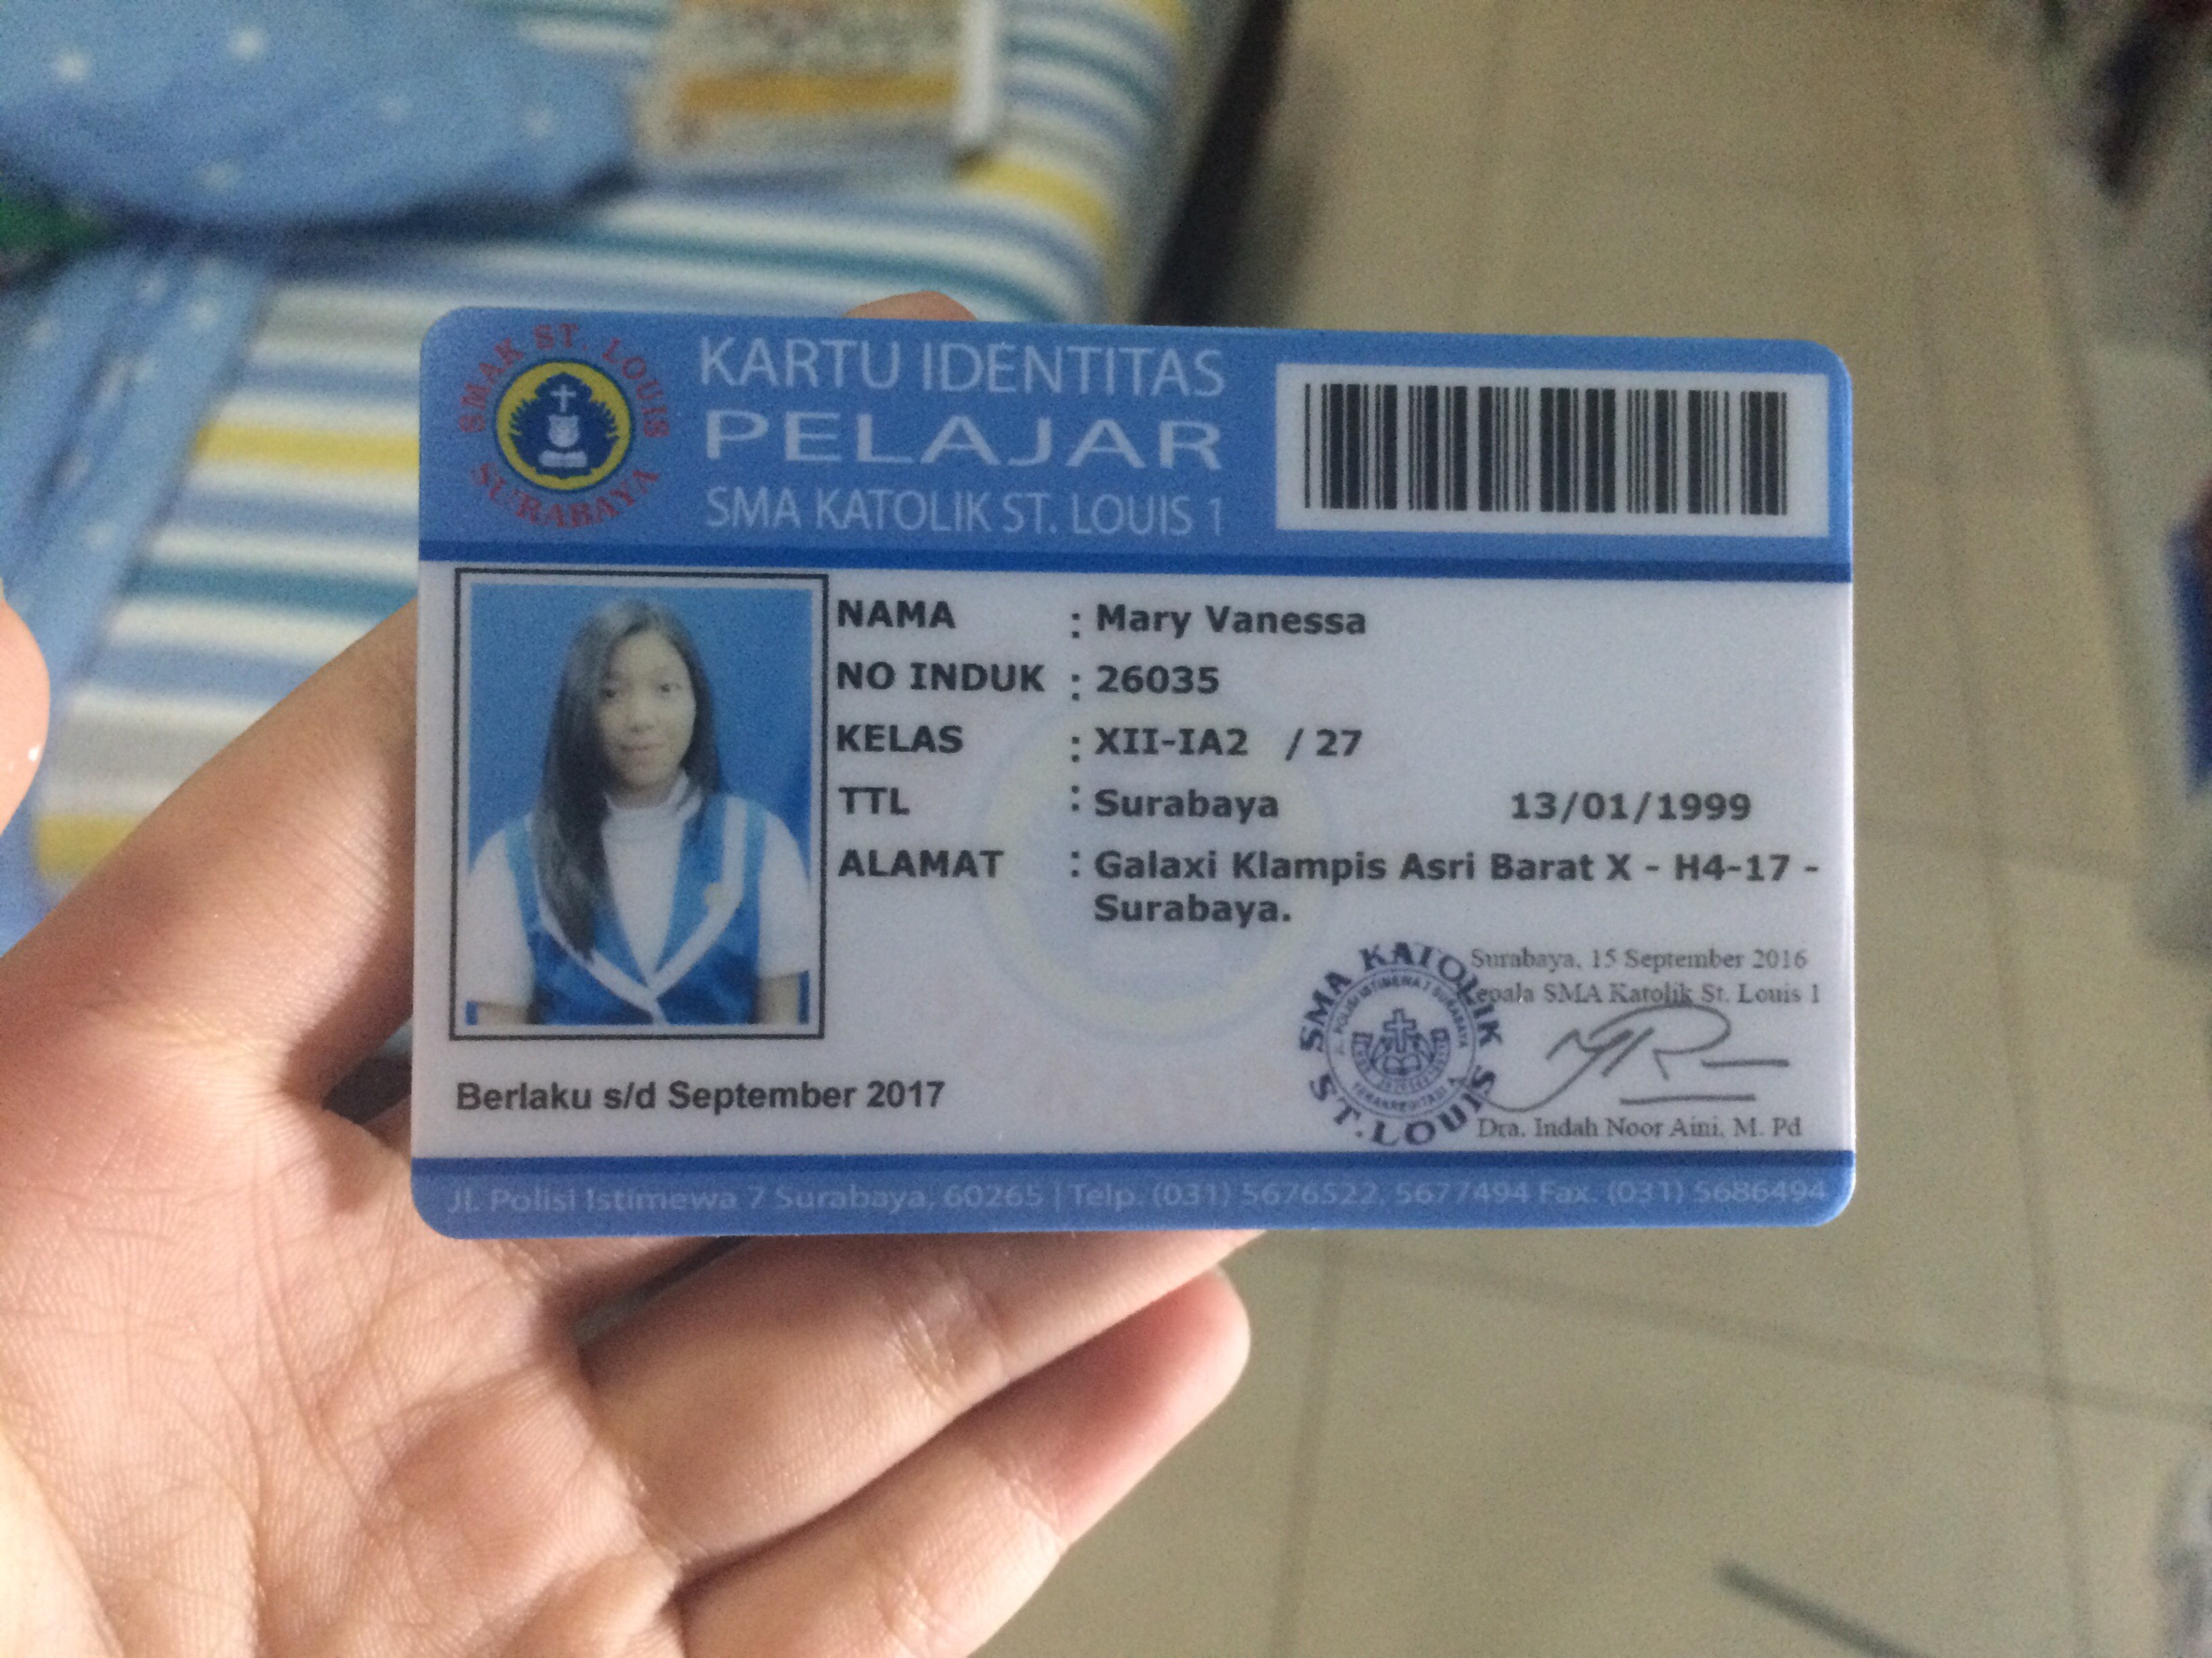 SMAK ST. LOUIS
SURABAYA
KARTU IDENTITAS
PELAJAR
SMA KATOLIK ST. LOUIS 1
NAMA : Mary Vanessa
NO INDUK : 26035
KELAS : XII-IA2 / 27
TTL : Surabaya 13/01/1999
ALAMAT : Galaxi Klampis Asri Barat X - H4-17 -
Surabaya.
Surabaya, 15 September 2016
Kepala SMA Katolik St. Louis 1
SMA KATOLIK
ST. LOUIS
JL. POLISI ISTIMEWA 7 SURABAYA
Dra. Indah Noor Aini, M. Pd
Berlaku s/d September 2017
Jl. Polisi Istimewa 7 Surabaya, 60265 | Telp. (031) 5676522, 5677494 Fax. (031) 5686494